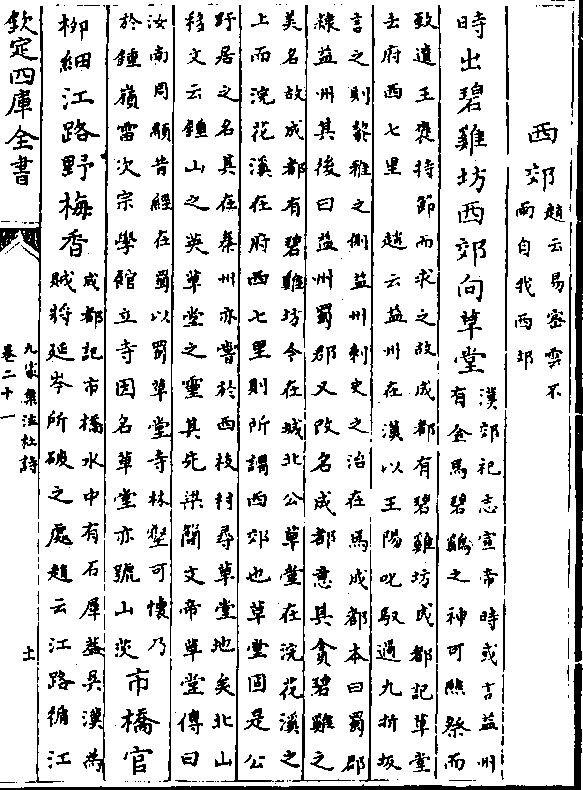 西郊
趙云易密雲不
雨自我西郊
時出碧雞坊西郊向草堂
漢郊祀志宣帝時或言益州
有金馬碧雞之神可醮祭而
致遣王褒持節而求之故成都有碧雞坊成都記草堂
去府西七里 趙云益州在漢以王陽叱馭過九折坂
言之則黎雅之側益州刺史之治在焉成都本曰蜀郡
隸益州其後曰益州蜀郡又改名成都意其貪碧雞之
美名故成都有碧雞坊今在城北公草堂在浣花溪之
上而浣花溪在府西七里則所謂西郊也草堂固是公
所居之名其在秦州亦嘗於西枝村尋草堂地矣北山
移文云鍾山之英草堂之靈其先梁簡文帝草堂傳曰
汝南周顒昔經在蜀以蜀草堂寺林壑可懷乃
於鍾嶺雷次宗學館立寺因名草堂亦號山茨
市橋官
柳細江路野梅香
成都記市橋水中有石犀蓋吳漢為
賊將延岑所破之處趙云江路循江
欽定四庫全書
九家集注杜詩
卷二十一
十一